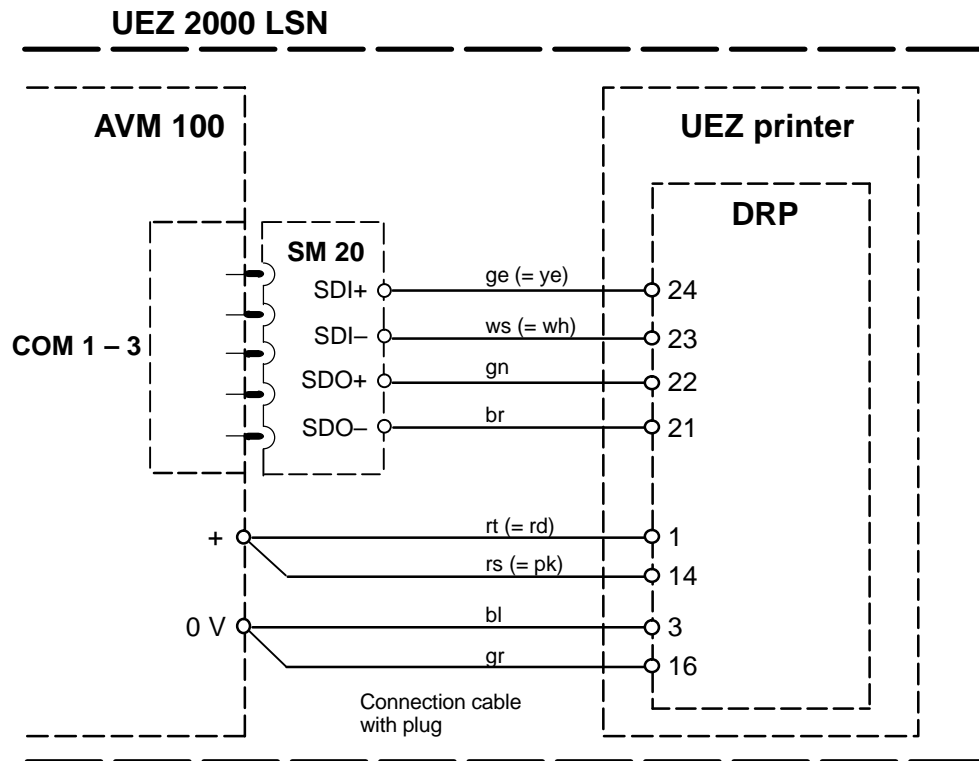 UEZ 2000 LSN
AVM 100
UEZ printer
DRP
SM 20
COM 1 – 3
SDI+
ge (= ye)
24
SDI–
ws (= wh)
23
SDO+
gn
22
SDO–
br
21
+
rt (= rd)
1
rs (= pk)
14
0 V
bl
3
gr
16
Connection cable
with plug